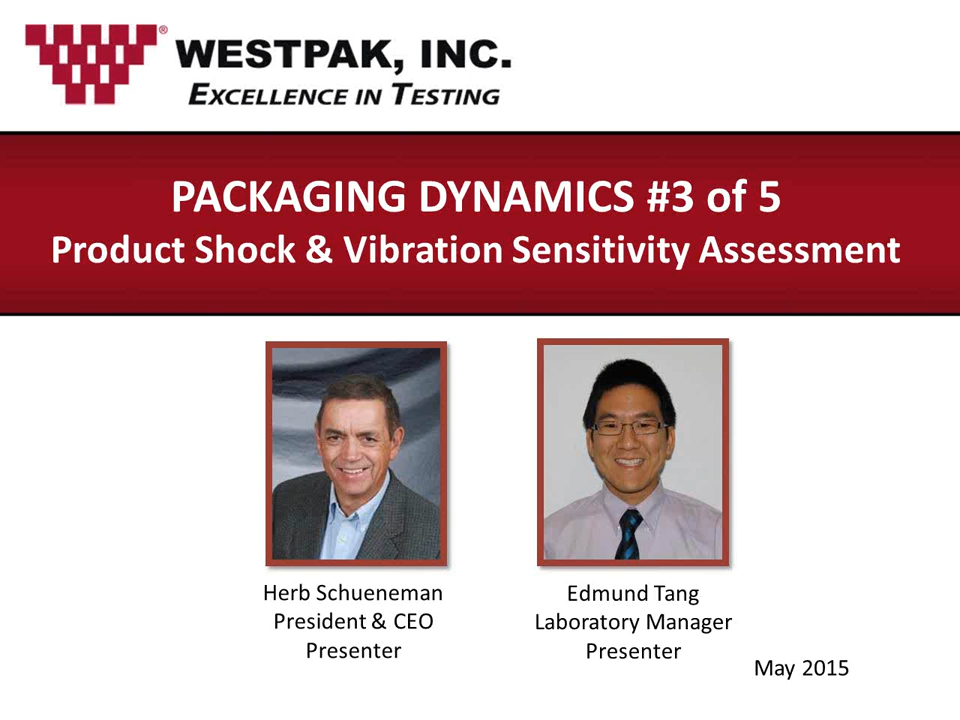 ®
WESTPAK, INC.
EXCELLENCE IN TESTING
PACKAGING DYNAMICS #3 of 5
Product Shock & Vibration Sensitivity Assessment
Herb Schueneman
President & CEO
Presenter
Edmund Tang
Laboratory Manager
Presenter
May 2015